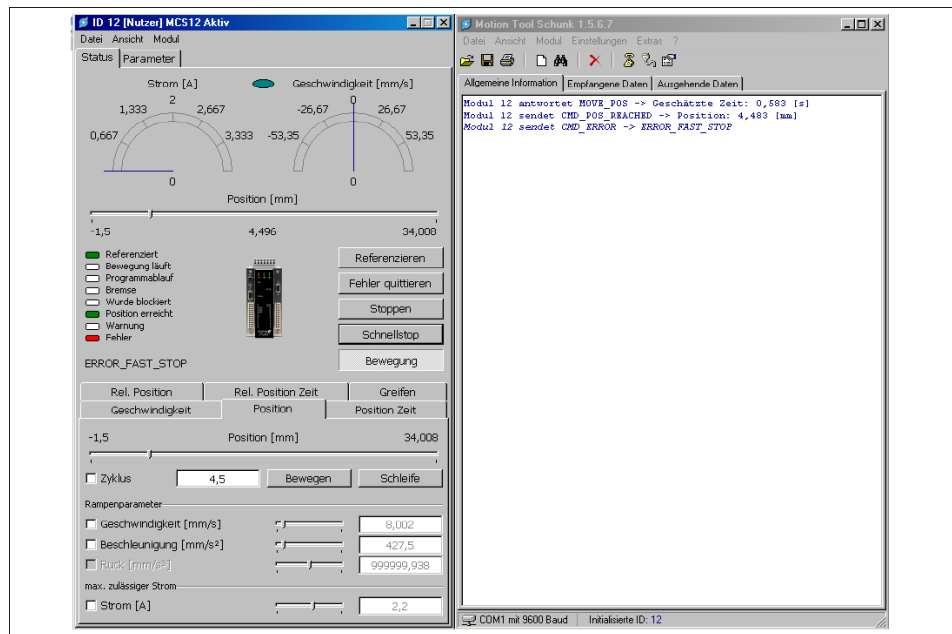 ID 12 [Nutzer] MCS12 Aktiv
Datei Ansicht Modul
Status Parameter
Strom [A] Geschwindigkeit [mm/s]
2 0
1,333 2,667 -26,67 26,67
0,667 3,333 -53,35 53,35
0 0
Position [mm]
-1,5 4,496 34,008
Referenziert
Bewegung läuft
Programmablauf
Bremse
Wurde blockiert
Position erreicht
Warnung
Fehler
ERROR_FAST_STOP
Referenzieren
Fehler quittieren
Stoppen
Schnellstop
Bewegung
Rel. Position Rel. Position Zeit Greifen
Geschwindigkeit Position Position Zeit
-1,5 Position [mm] 34,008
Zyklus 4,5 Bewegen Schleife
Rampenparameter
Geschwindigkeit [mm/s] 8,002
Beschleunigung [mm/s²] 427,5
Ruck [mm/s³] 999999,938
max. zulässiger Strom
Strom [A] 2,2
Motion Tool Schunk 1.5.6.7
Datei Ansicht Modul Einstellungen Extras ?
Allgemeine Information Empfangene Daten Ausgehende Daten
Modul 12 antwortet MOVE_POS -> Geschätzte Zeit: 0,583 [s]
Modul 12 sendet CMD_POS_REACHED -> Position: 4,483 [mm]
Modul 12 sendet CMD_ERROR -> ERROR_FAST_STOP
COM1 mit 9600 Baud Initialisierte ID: 12